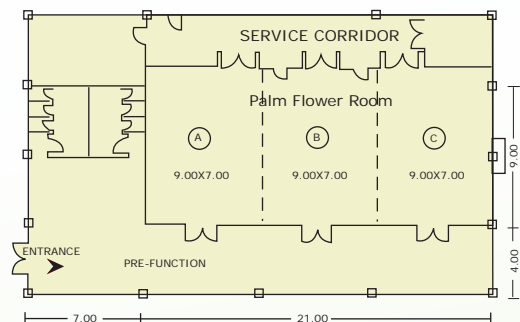 SERVICE CORRIDOR
Palm Flower Room
A
B
C
9.00X7.00
9.00X7.00
9.00X7.00
9.00
ENTRANCE
PRE-FUNCTION
4.00
7.00
21.00